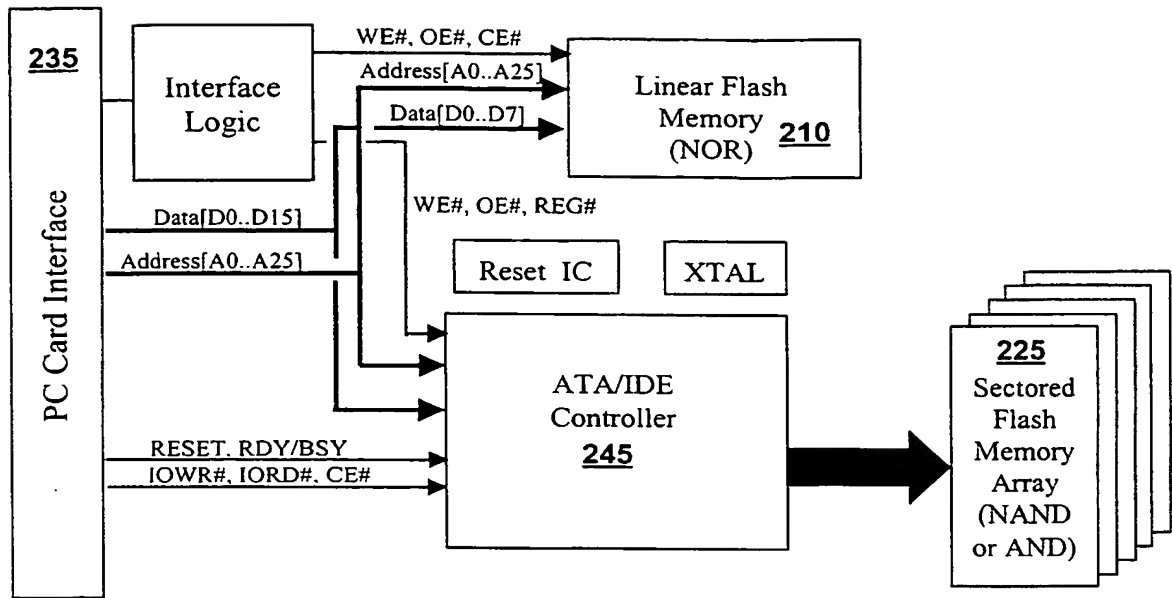 235
PC Card Interface
Interface
Logic
WE#, OE#, CE#
Address[A0..A25]
Data[D0..D7]
Linear Flash
Memory
(NOR)
210
Data[D0..D15]
Address[A0..A25]
WE#, OE#, REG#
Reset IC
XTAL
ATA/IDE
Controller
245
RESET. RDY/BSY
IOWR#, IORD#, CE#
225
Sectored
Flash
Memory
Array
(NAND
or AND)